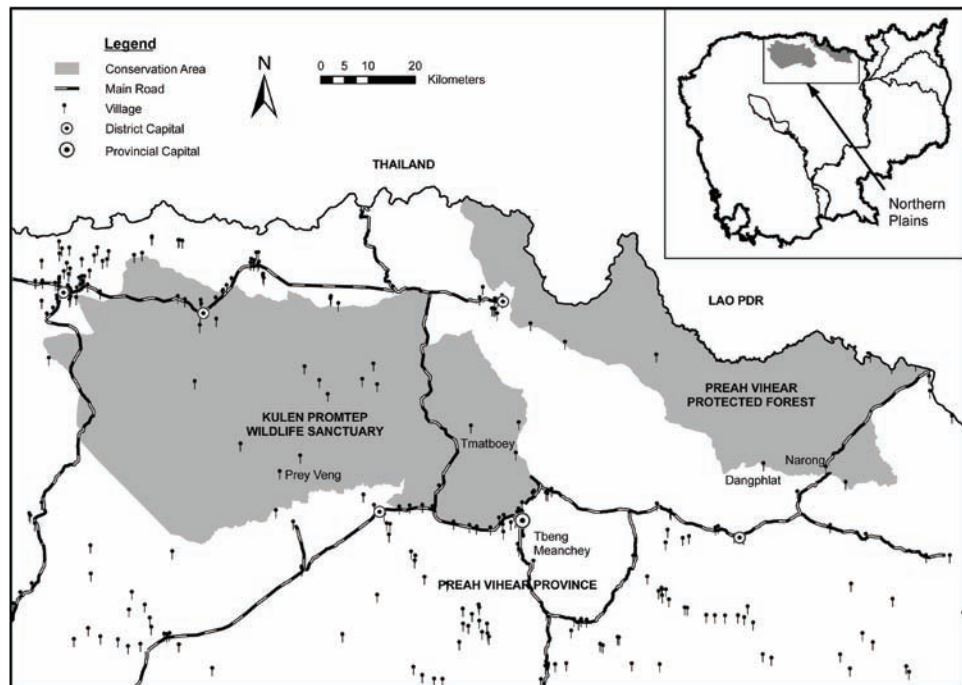 Legend
Conservation Area
Main Road
Village
District Capital
Provincial Capital
N
0 5 10 20
Kilometers
Northern
Plains
THAILAND
LAO PDR
PREAH VIHEAR
PROTECTED FOREST
KULEN PROMTEP
WILDLIFE SANCTUARY
Tmatboey
Prey Veng
Narong
Dangphlat
Tbeng
Meanchey
PREAH VIHEAR PROVINCE